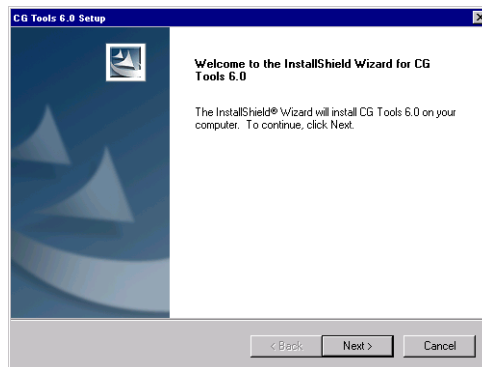 CG Tools 6.0 Setup
Welcome to the InstallShield Wizard for CG
Tools 6.0
The InstallShield® Wizard will install CG Tools 6.0 on your
computer. To continue, click Next.
< Back
Next >
Cancel